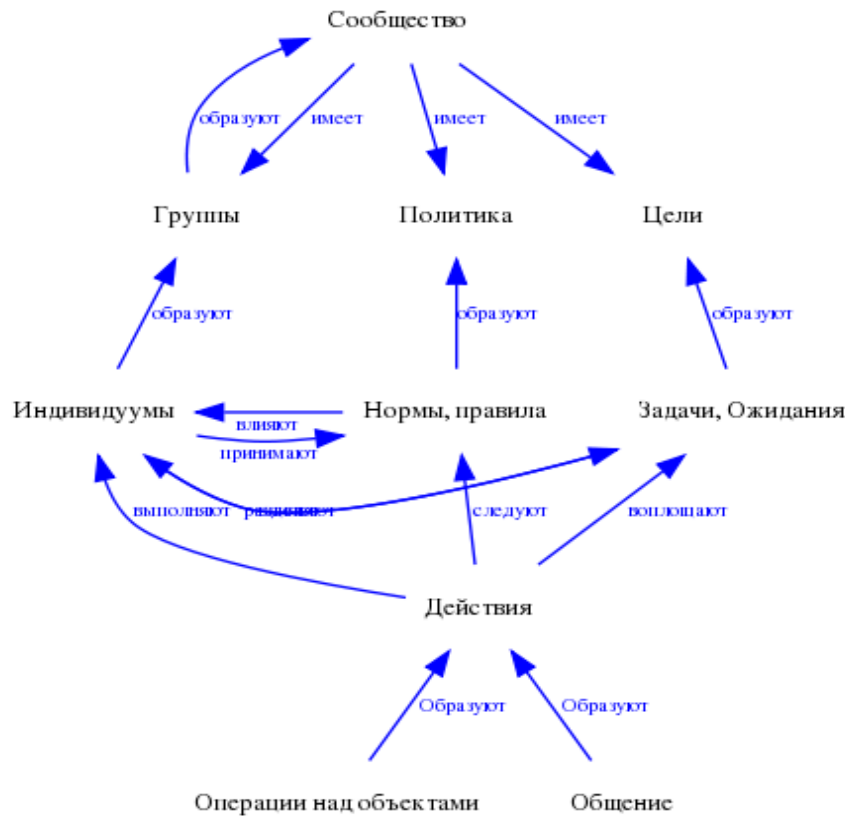 Сообщество
образуют имеет имеет имеет
Группы Политика Цели
образуют образуют образуют
Индивидуумы Нормы, правила Задачи, Ожидания
влияют
принимают
выполняют следуют воплощают
Действия
Образуют Образуют
Операции над объектами Общение